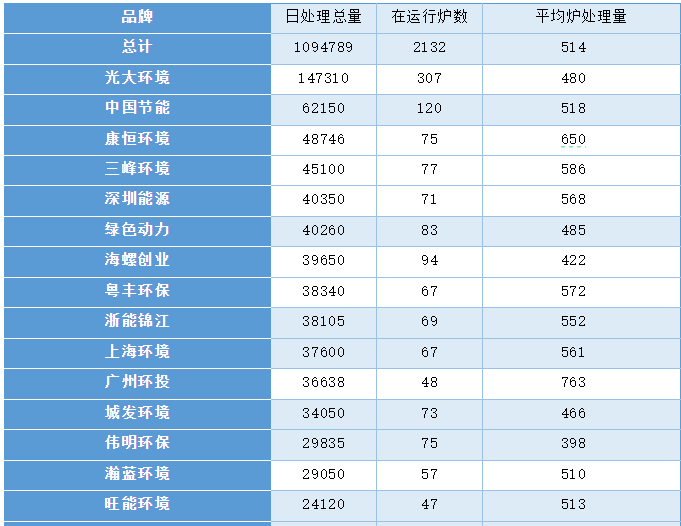 品牌 日处理总量 在运行炉数 平均炉处理量
总计 1094789 2132 514
光大环境 147310 307 480
中国节能 62150 120 518
康恒环境 48746 75 650
三峰环境 45100 77 586
深圳能源 40350 71 568
绿色动力 40260 83 485
海螺创业 39650 94 422
粤丰环保 38340 67 572
浙能锦江 38105 69 552
上海环境 37600 67 561
广州环投 36638 48 763
城发环境 34050 73 466
伟明环保 29835 75 398
瀚蓝环境 29050 57 510
旺能环境 24120 47 513